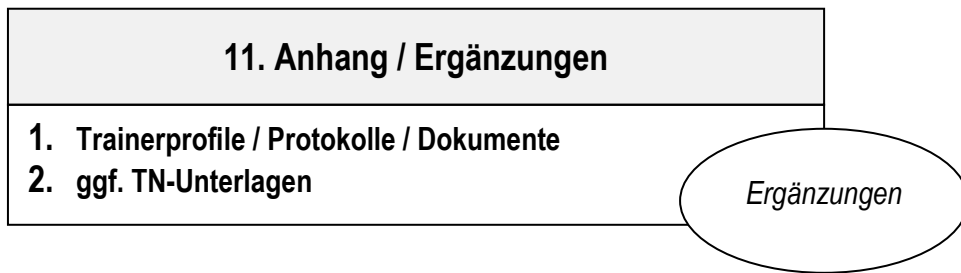 11. Anhang / Ergänzungen
1. Trainerprofile / Protokolle / Dokumente
2. ggf. TN-Unterlagen
Ergänzungen